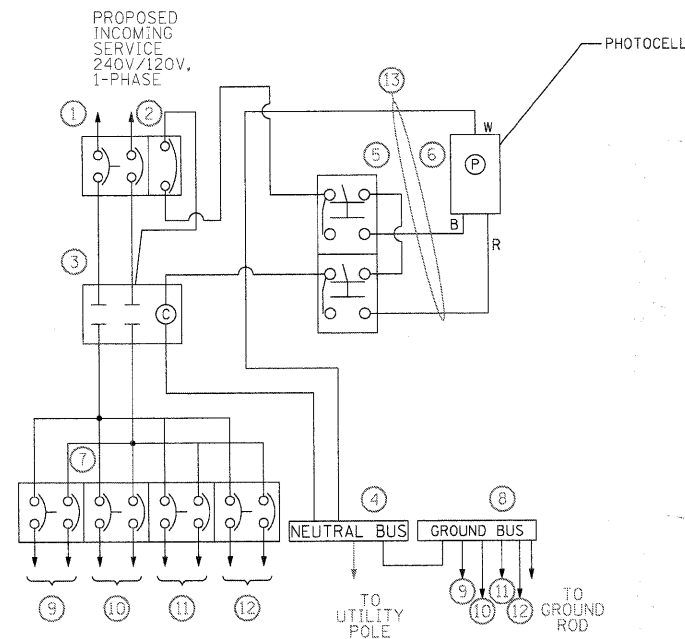 PROPOSED
INCOMING
SERVICE
240V/120V,
1-PHASE
PHOTOCELL
13
1
2
W
5
6
P
B
R
3
C
7
4
8
NEUTRAL BUS
GROUND BUS
9
10
11
12
9
10
11
12
TO
UTILITY
POLE
TO
GROUND
ROD